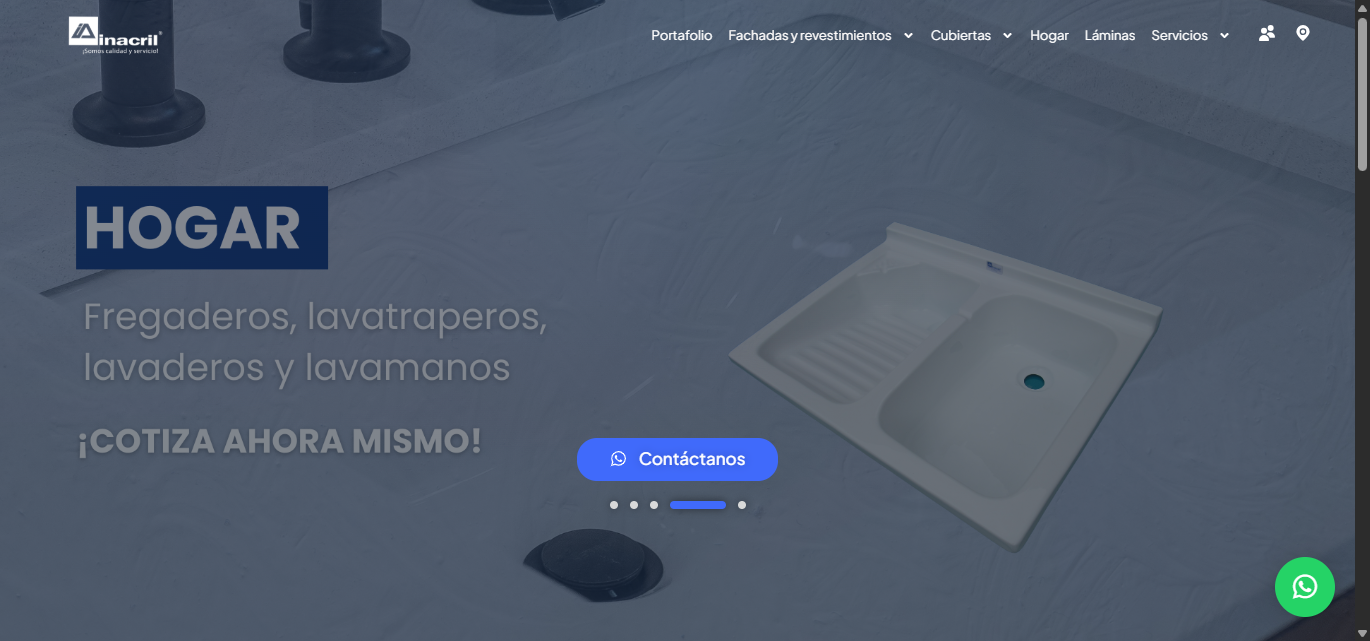 inacril®
¡Somos calidad y servicio!
Portafolio
Fachadas y revestimientos
Cubiertas
Hogar
Láminas
Servicios
HOGAR
Fregaderos, lavatraperos,
lavaderos y lavamanos
¡COTIZA AHORA MISMO!
Contáctanos